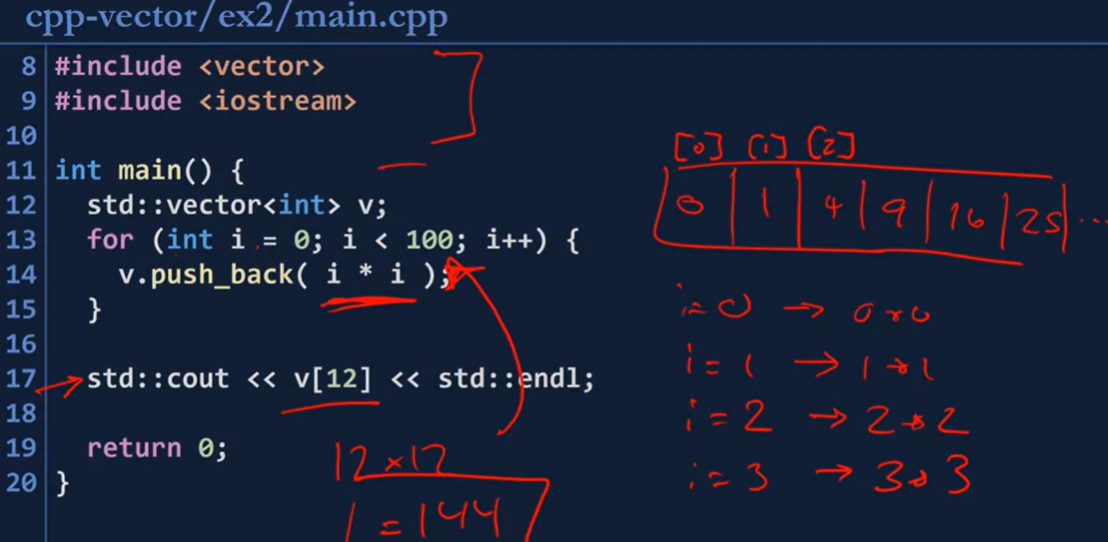 cpp-vector/ex2/main.cpp
8 #include <vector>
9 #include <iostream>
10
11 int main() {
12 std::vector<int> v;
13 for (int i = 0; i < 100; i++) {
14 v.push_back( i * i );
15 }
16
17 std::cout << v[12] << std::endl;
18
19 return 0;
20 }
[0] [1] [2]
0 1 4 9 16 25 ...
i=0 → 0*0
i=1 → 1*1
i=2 → 2*2
i=3 → 3*3
12×12
=144